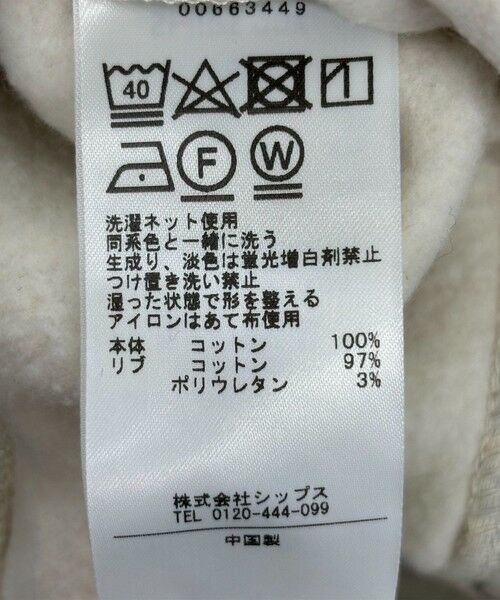 00663449
40
F W
洗濯ネット使用
同系色と一緒に洗う
生成り、淡色は蛍光増白剤禁止
つけ置き洗い禁止
湿った状態で形を整える
アイロンはあて布使用
本体 コットン 100%
リブ コットン 97%
ポリウレタン 3%
株式会社シップス
TEL 0120-444-099
中国製